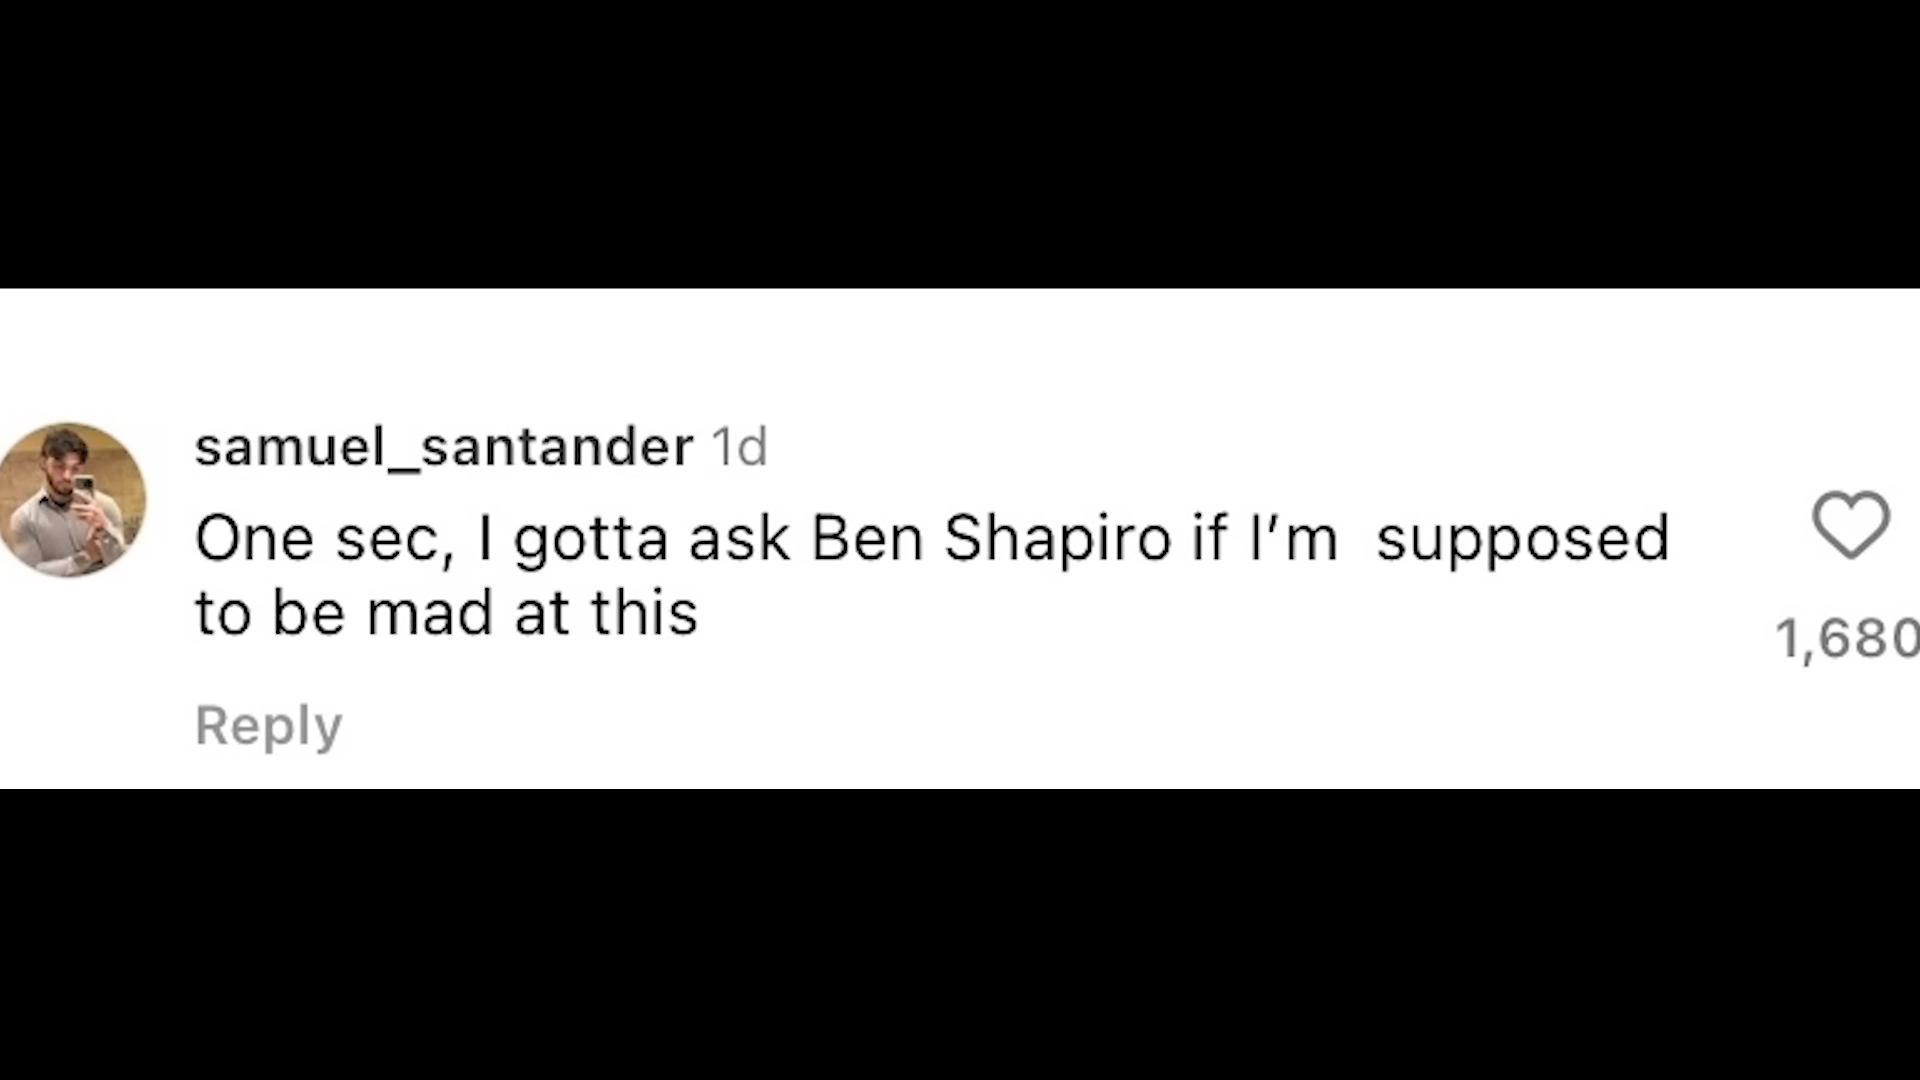 samuel_santander 1d
One sec, I gotta ask Ben Shapiro if I’m  supposed
to be mad at this
1,680
Reply